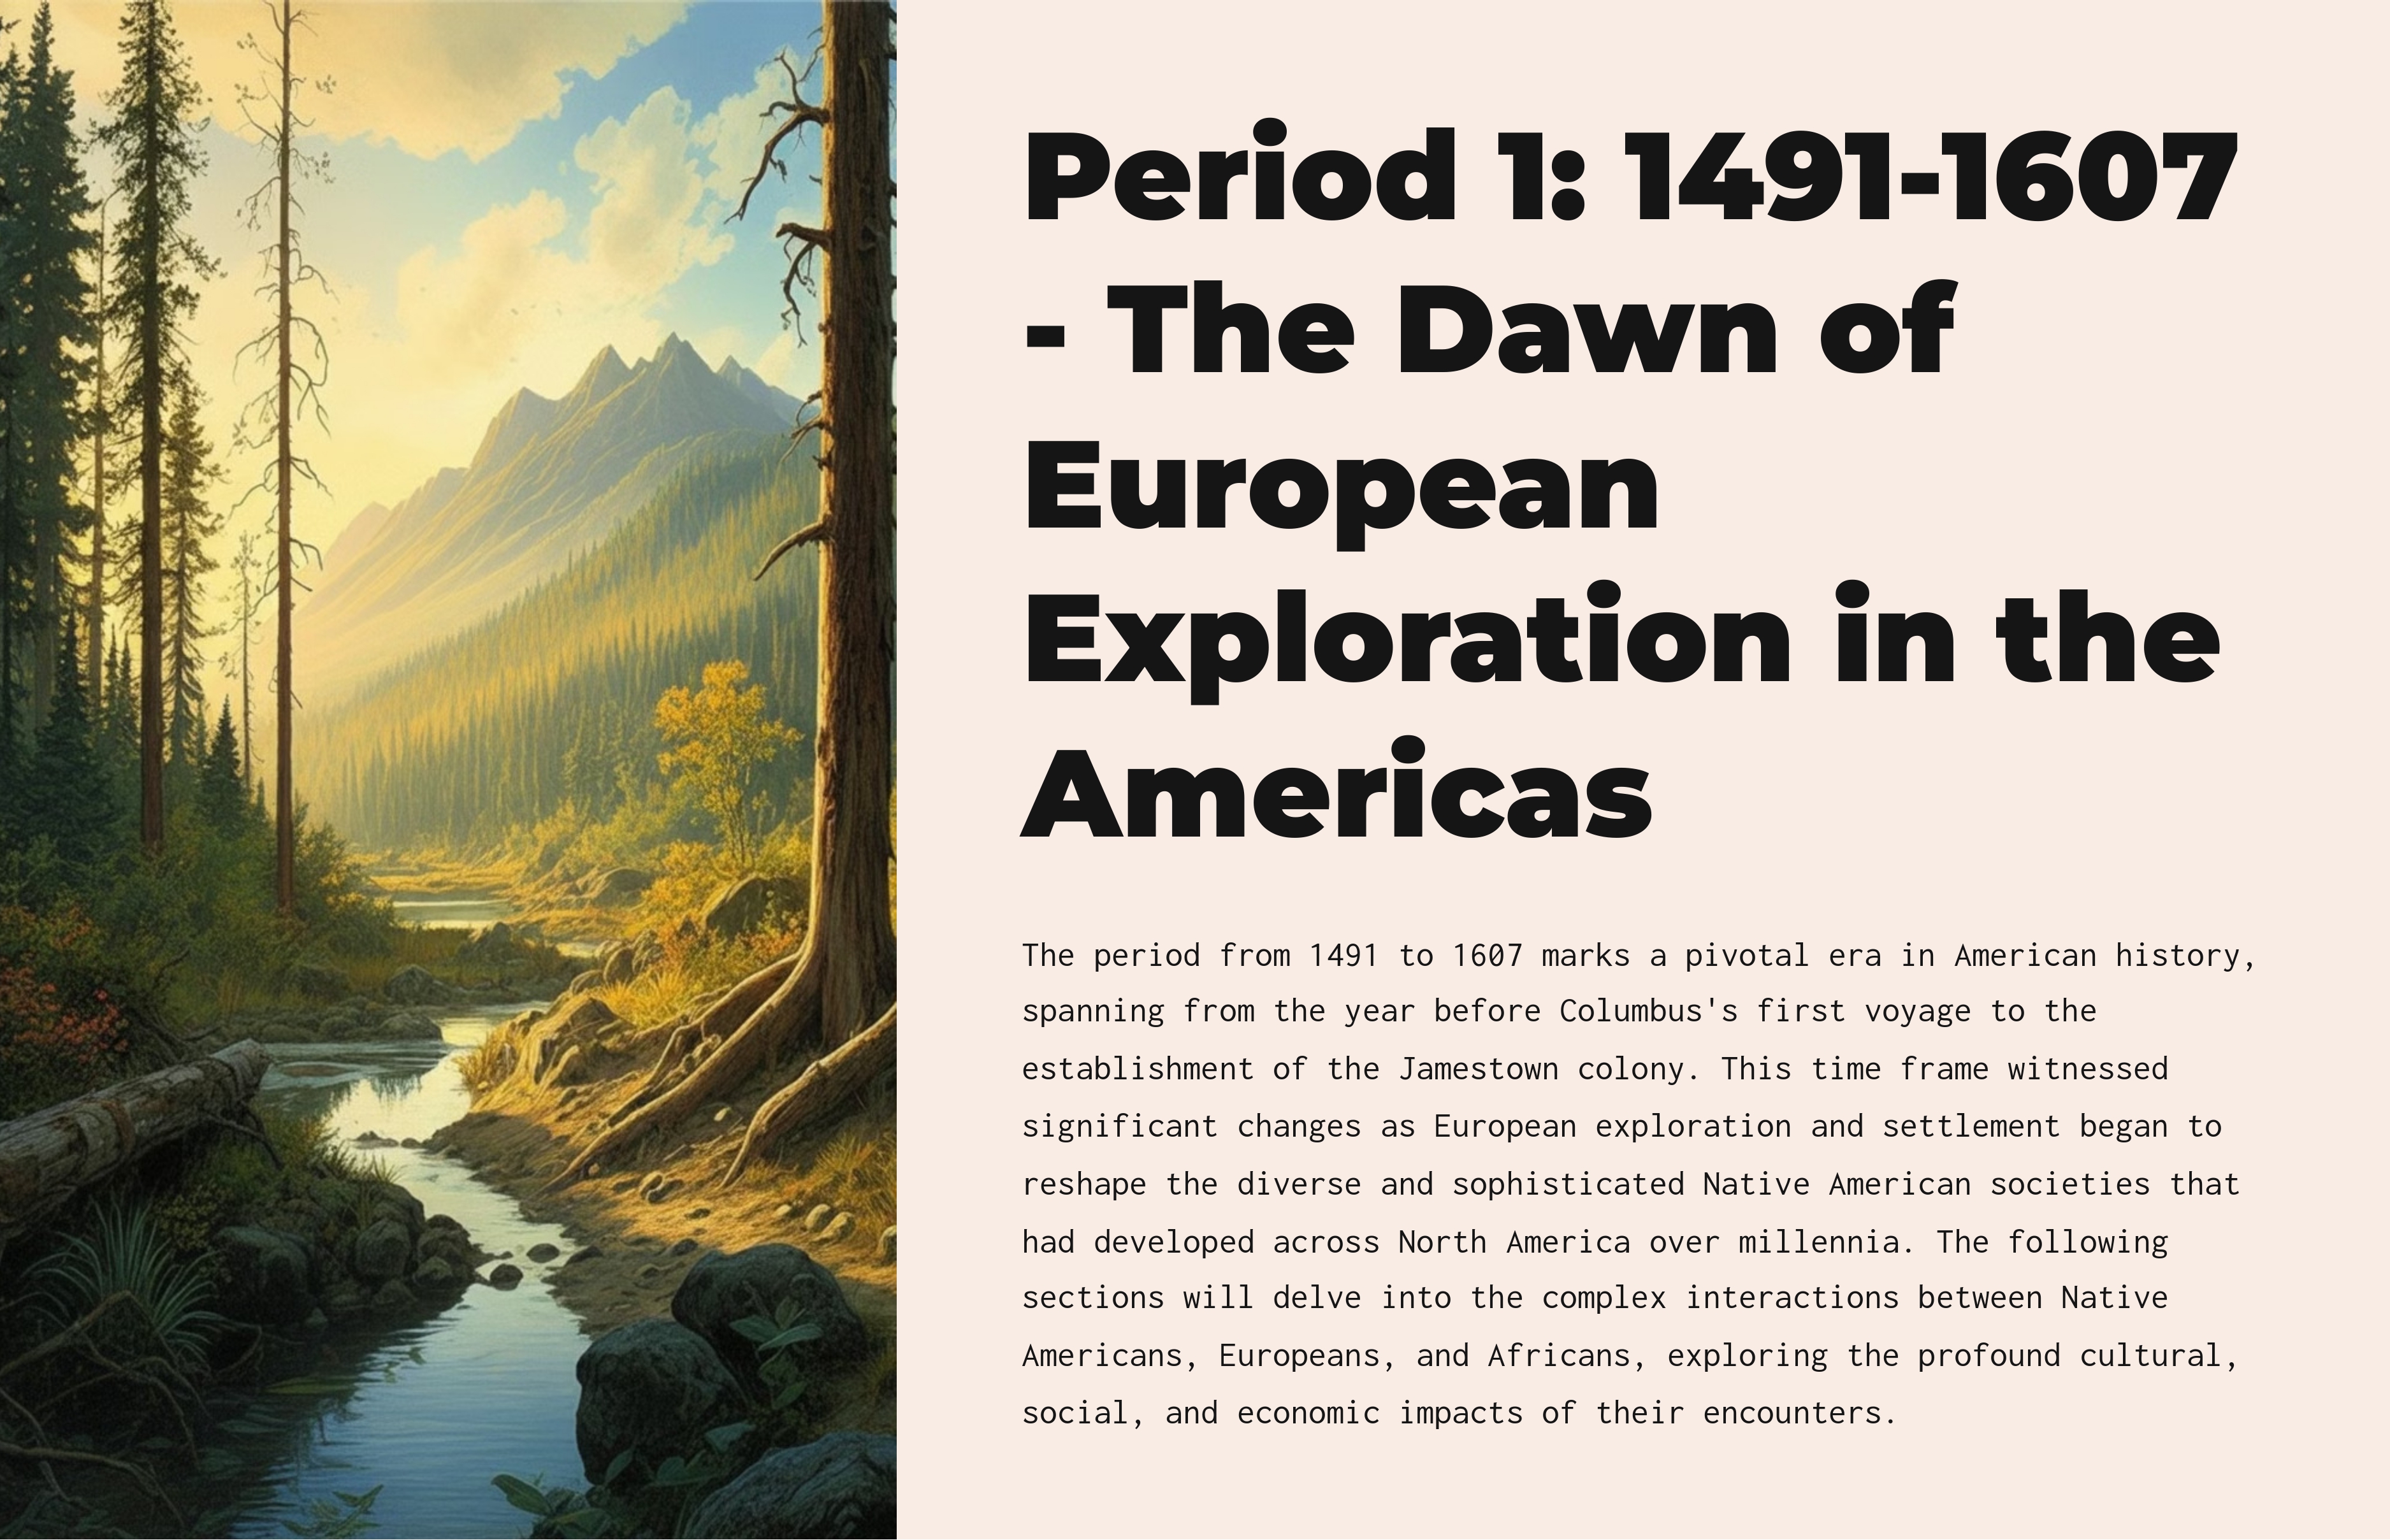 Period 1: 1491-1607
- The Dawn of
European
Exploration in the
Americas
The period from 1491 to 1607 marks a pivotal era in American history,
spanning from the year before Columbus's first voyage to the
establishment of the Jamestown colony. This time frame witnessed
significant changes as European exploration and settlement began to
reshape the diverse and sophisticated Native American societies that
had developed across North America over millennia. The following
sections will delve into the complex interactions between Native
Americans, Europeans, and Africans, exploring the profound cultural,
social, and economic impacts of their encounters.